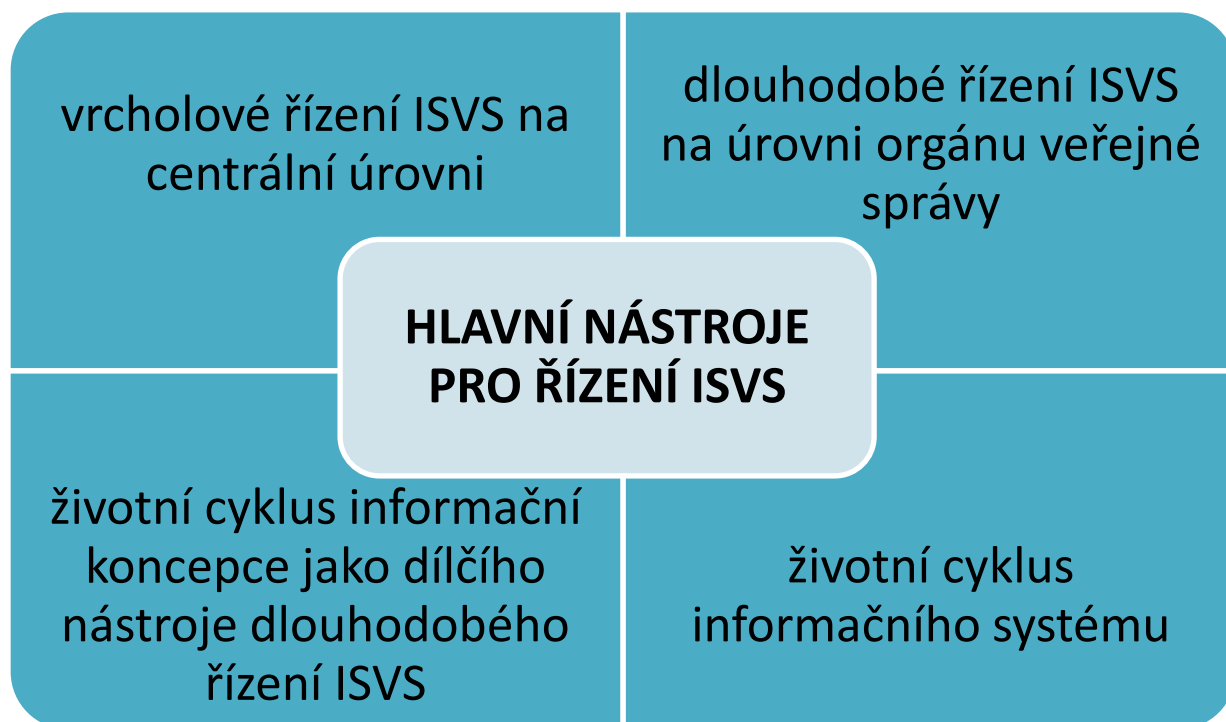 vrcholové řízení ISVS na
centrální úrovni
dlouhodobé řízení ISVS
na úrovni orgánu veřejné
správy
HLAVNÍ NÁSTROJE
PRO ŘÍZENÍ ISVS
životní cyklus informační
koncepce jako dílčího
nástroje dlouhodobého
řízení ISVS
životní cyklus
informačního systému